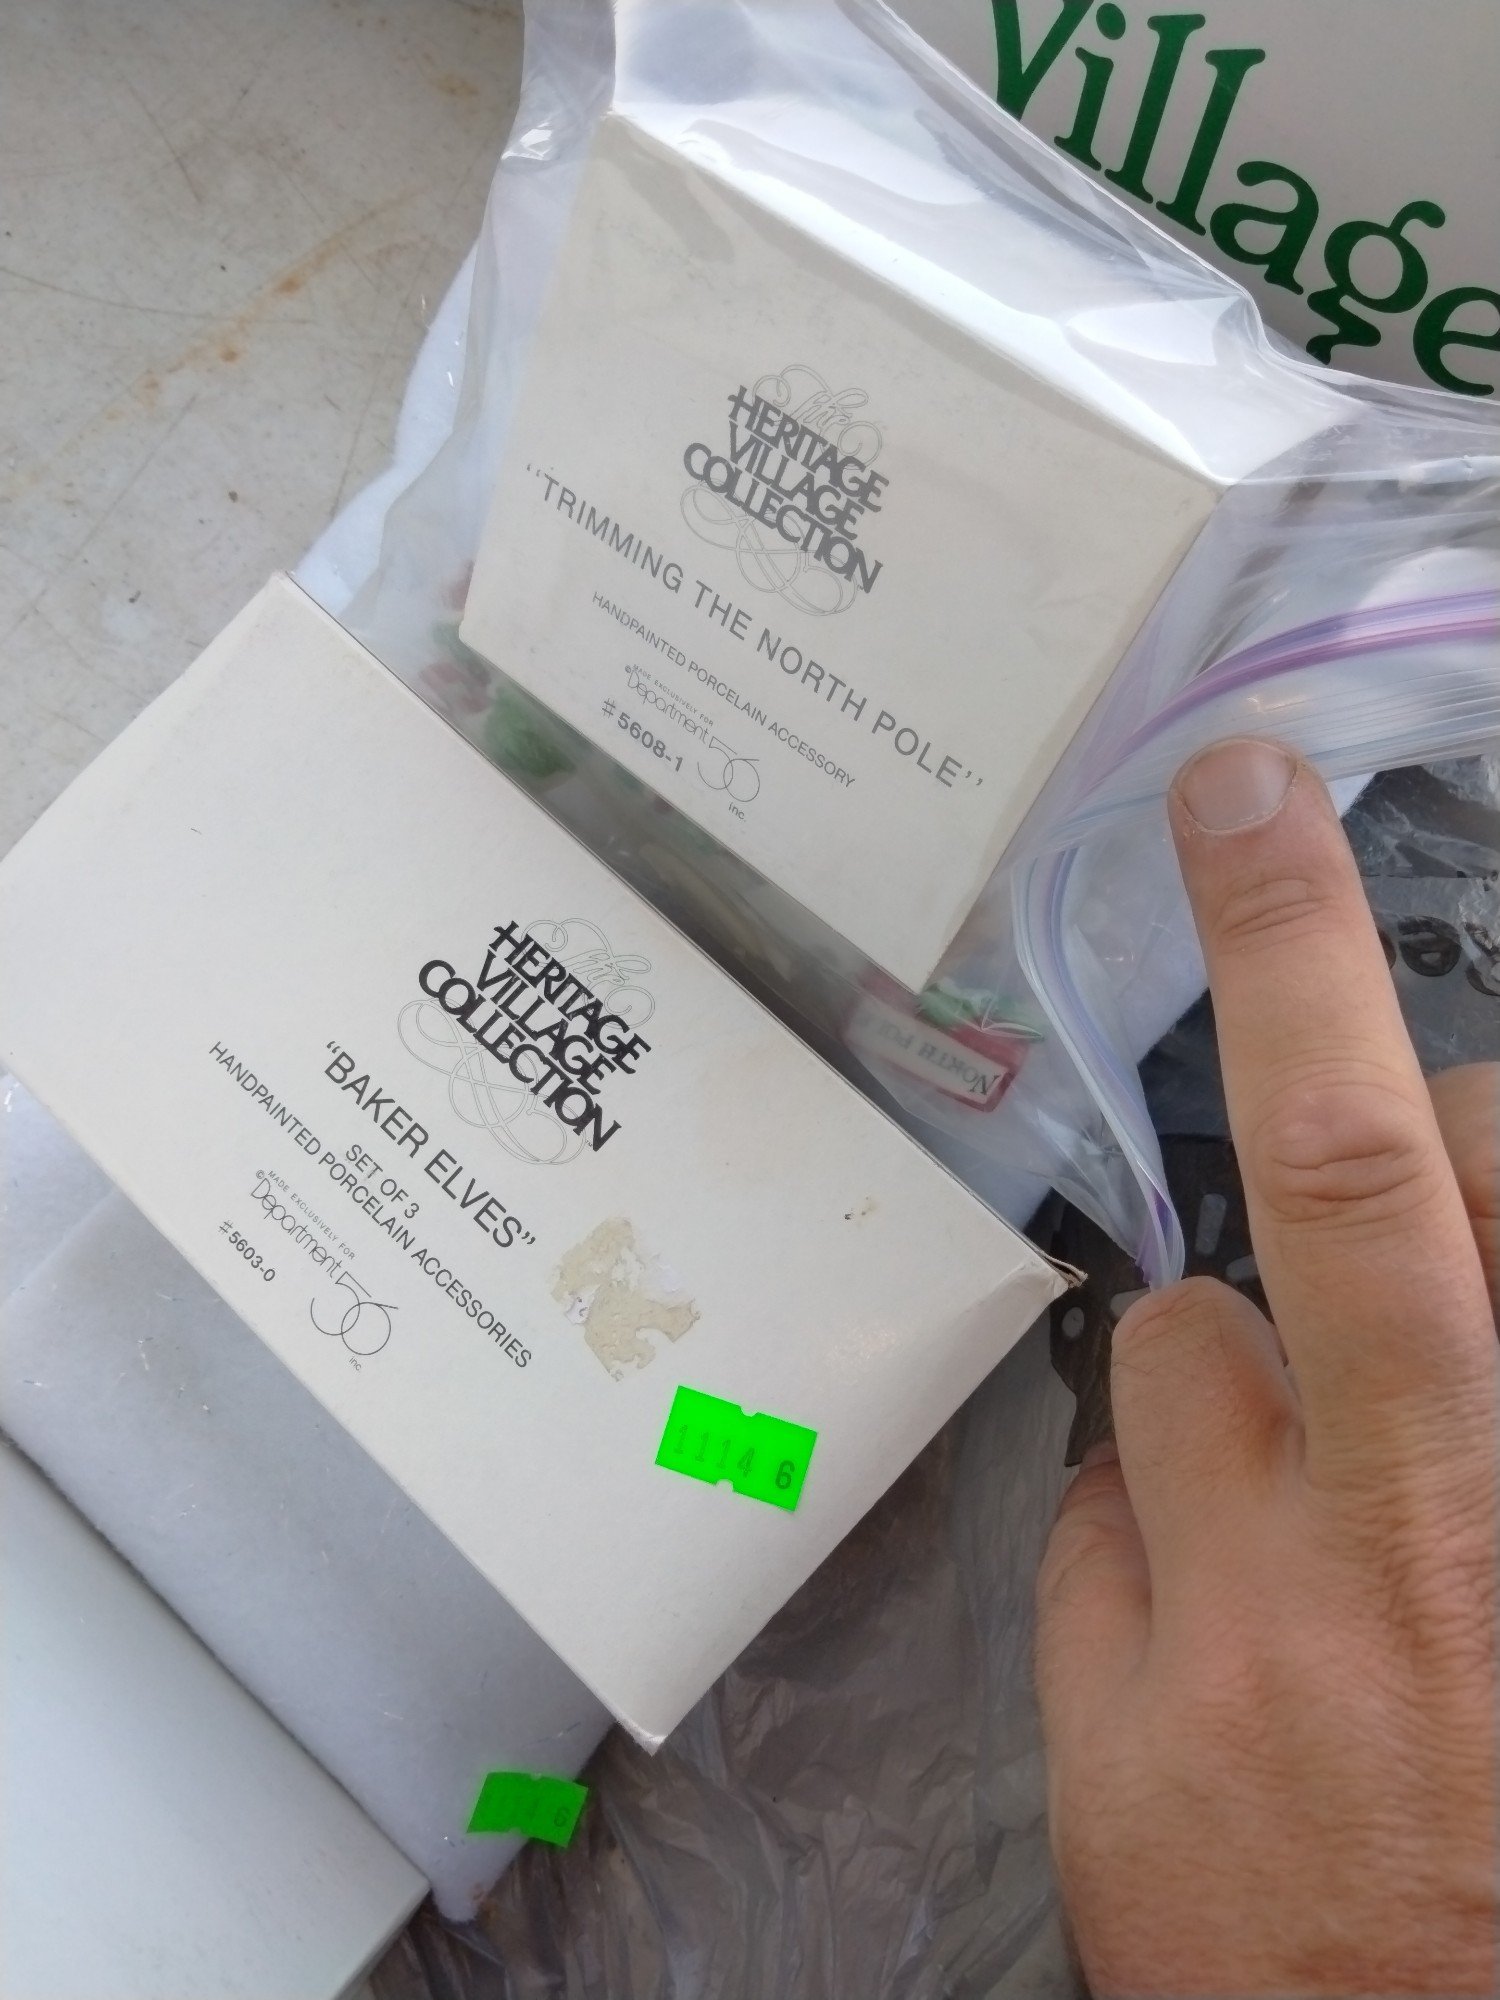 Village
The
HERITAGE
VILLAGE
COLLECTION
‘‘TRIMMING THE NORTH POLE’’
HANDPAINTED PORCELAIN ACCESSORY
MADE EXCLUSIVELY FOR
©Department 56 inc.
#5608-1
NORTH
The
HERITAGE
VILLAGE
COLLECTION
“BAKER ELVES”
SET OF 3
HANDPAINTED PORCELAIN ACCESSORIES
MADE EXCLUSIVELY FOR
©Department 56 inc.
#5603-0
1114 6
6